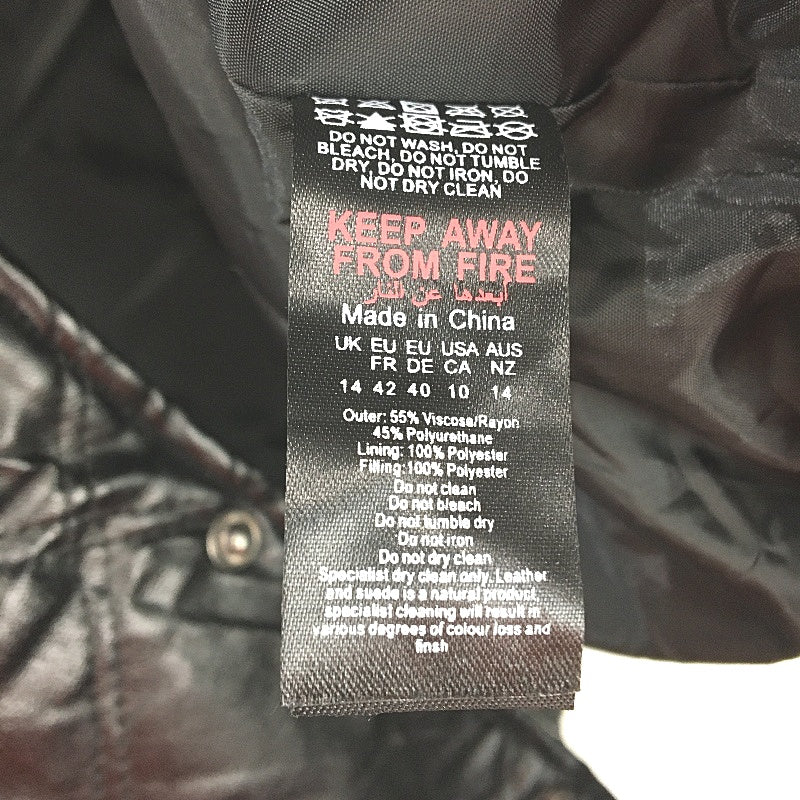 DO NOT WASH, DO NOT
BLEACH, DO NOT TUMBLE
DRY, DO NOT IRON, DO
NOT DRY CLEAN
KEEP AWAY
FROM FIRE
أبعدها عن النار
Made in China
UK EU EU USA AUS
FR DE CA NZ
14 42 40 10 14
Outer: 55% Viscose/Rayon
45% Polyurethane
Lining: 100% Polyester
Filling: 100% Polyester
Do not clean
Do not bleach
Do not tumble dry
Do not iron
Do not dry clean
Specialist dry clean only. Leather
and suede is a natural product,
specialist cleaning will result in
various degrees of colour loss and
finsh